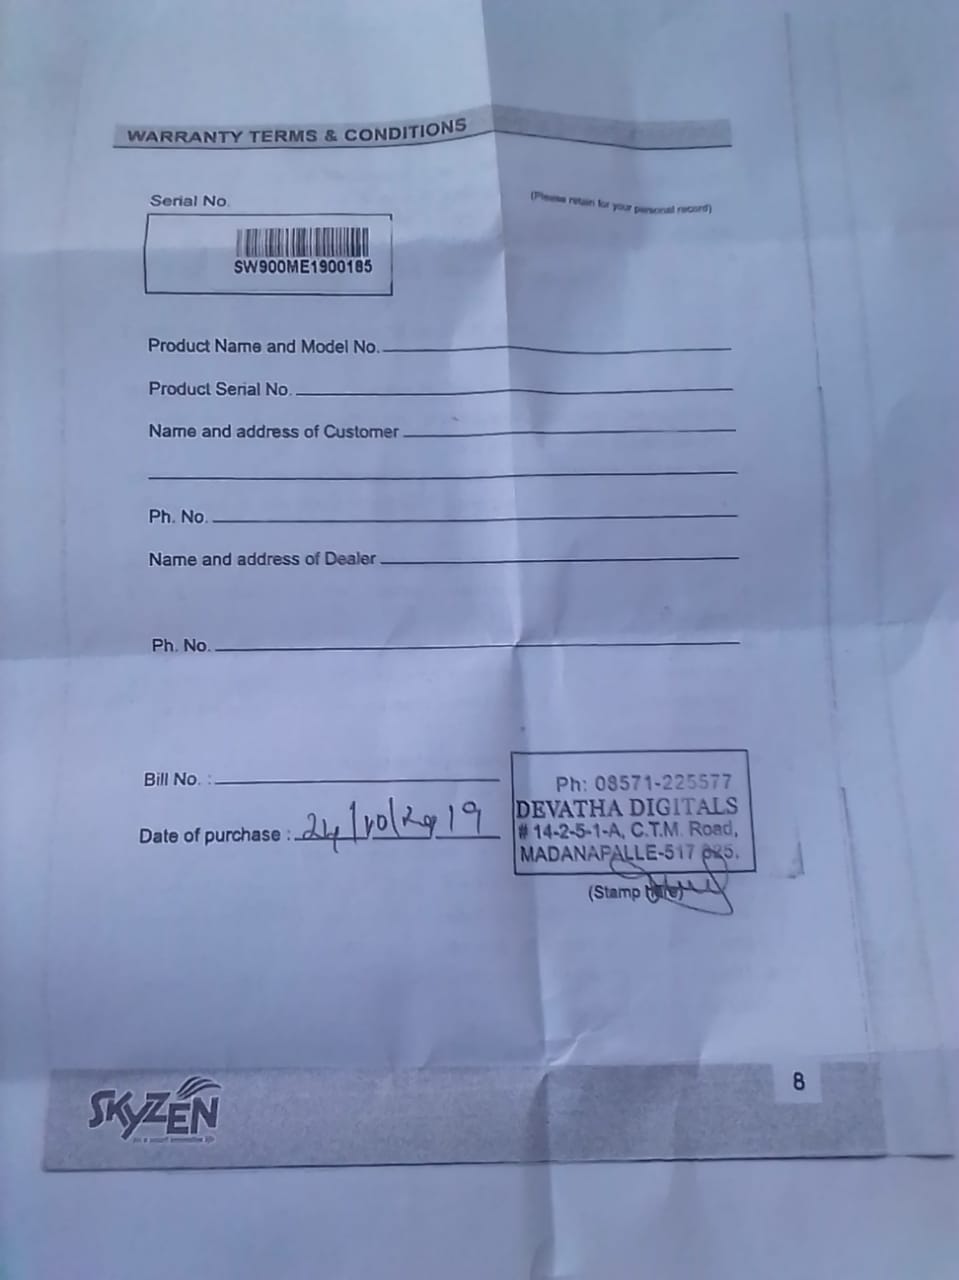 WARRANTY TERMS & CONDITIONS
Serial No.
(Please retain for your personal record)
SW900ME1900185
Product Name and Model No.
Product Serial No.
Name and address of Customer
Ph. No.
Name and address of Dealer
Ph. No.
Bill No. :
Ph: 08571-225577
DEVATHA DIGITALS
# 14-2-5-1-A, C.T.M. Road,
MADANAPALLE-517 325.
Date of purchase : 24/10/2019
(Stamp Here)
SKYZEN
8